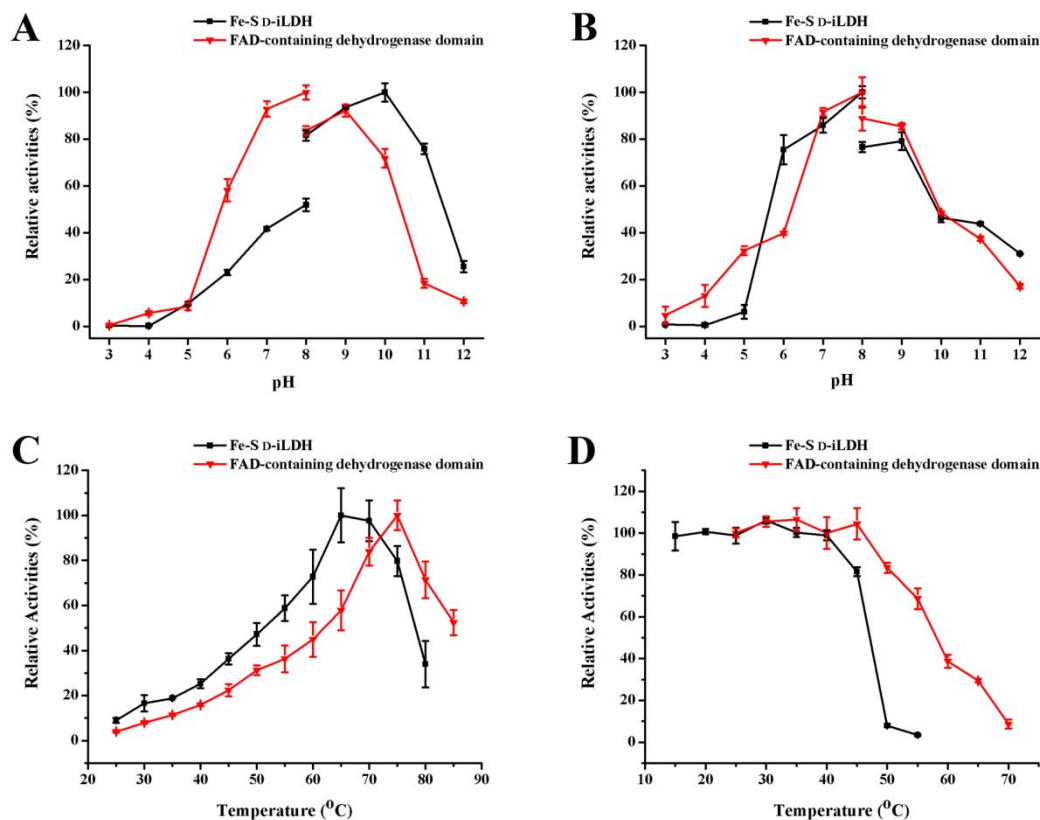 A
Fe-S D-iLDH
FAD-containing dehydrogenase domain
Relative activities (%)
120
100
80
60
40
20
0
3 4 5 6 7 8 9 10 11 12
pH
B
Fe-S D-iLDH
FAD-containing dehydrogenase domain
Relative activities (%)
120
100
80
60
40
20
0
3 4 5 6 7 8 9 10 11 12
pH
C
Fe-S D-iLDH
FAD-containing dehydrogenase domain
Relative Activities (%)
120
100
80
60
40
20
0
20 30 40 50 60 70 80 90
Temperature (⁰C)
D
Fe-S D-iLDH
FAD-containing dehydrogenase domain
Relative Activities (%)
120
100
80
60
40
20
0
10 20 30 40 50 60 70
Temperature (⁰C)